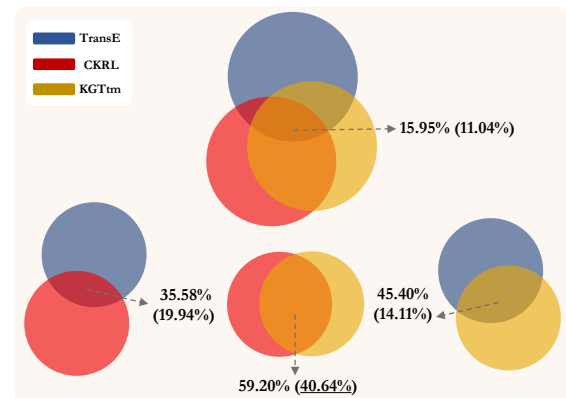 TransE
CKRL
KGTtm
15.95% (11.04%)
35.58%
(19.94%)
45.40%
(14.11%)
59.20% (40.64%)